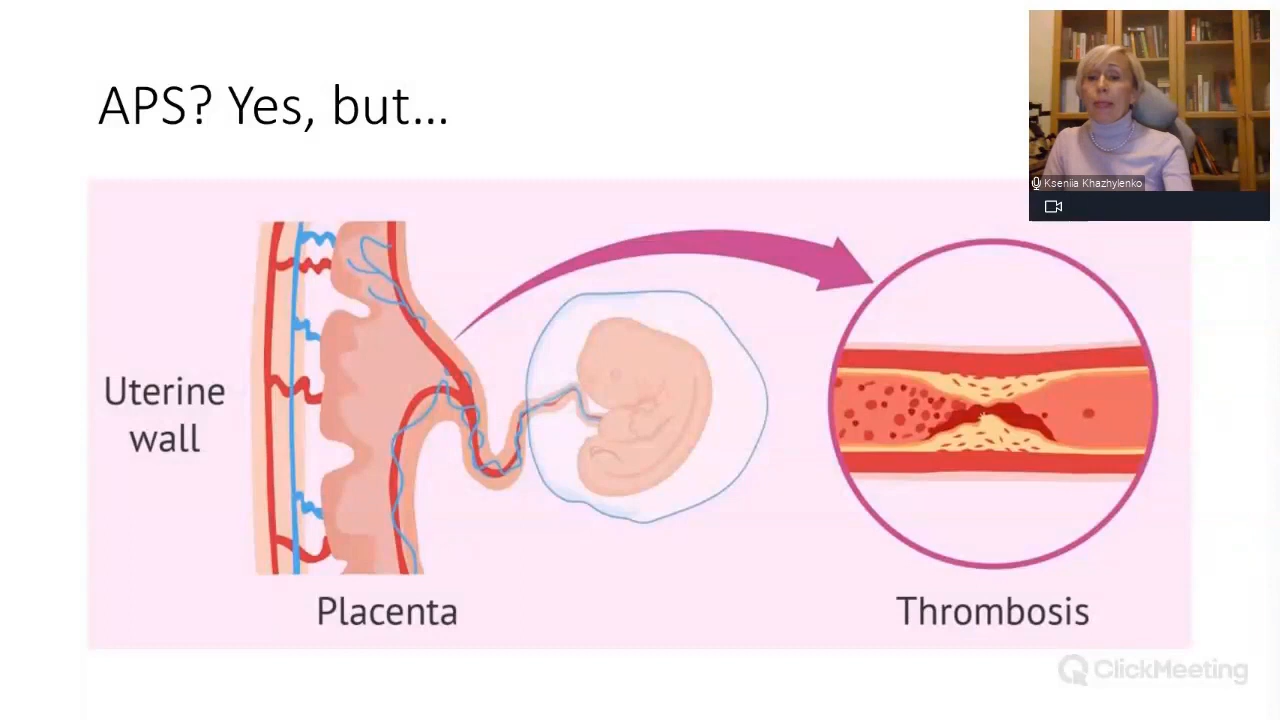 APS? Yes, but...
Kseniia Khazhylenko
Uterine
wall
Placenta
Thrombosis
ClickMeeting